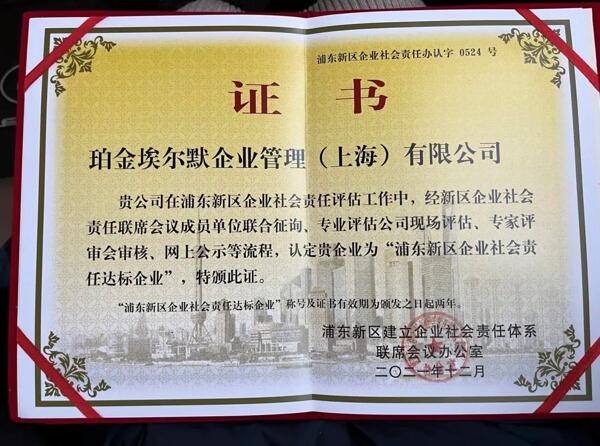 浦东新区企业社会责任办认字 0524 号
证 书
珀金埃尔默企业管理（上海）有限公司
贵公司在浦东新区企业社会责任评估工作中，经新区企业社会
责任联席会议成员单位联合征询、专业评估公司现场评估、专家评
审会审核、网上公示等流程，认定贵企业为“浦东新区企业社会责
任达标企业”，特颁此证。
“浦东新区企业社会责任达标企业”称号及证书有效期为颁发之日起两年。
浦东新区建立企业社会责任体系
联席会议办公室
二〇二一年十二月